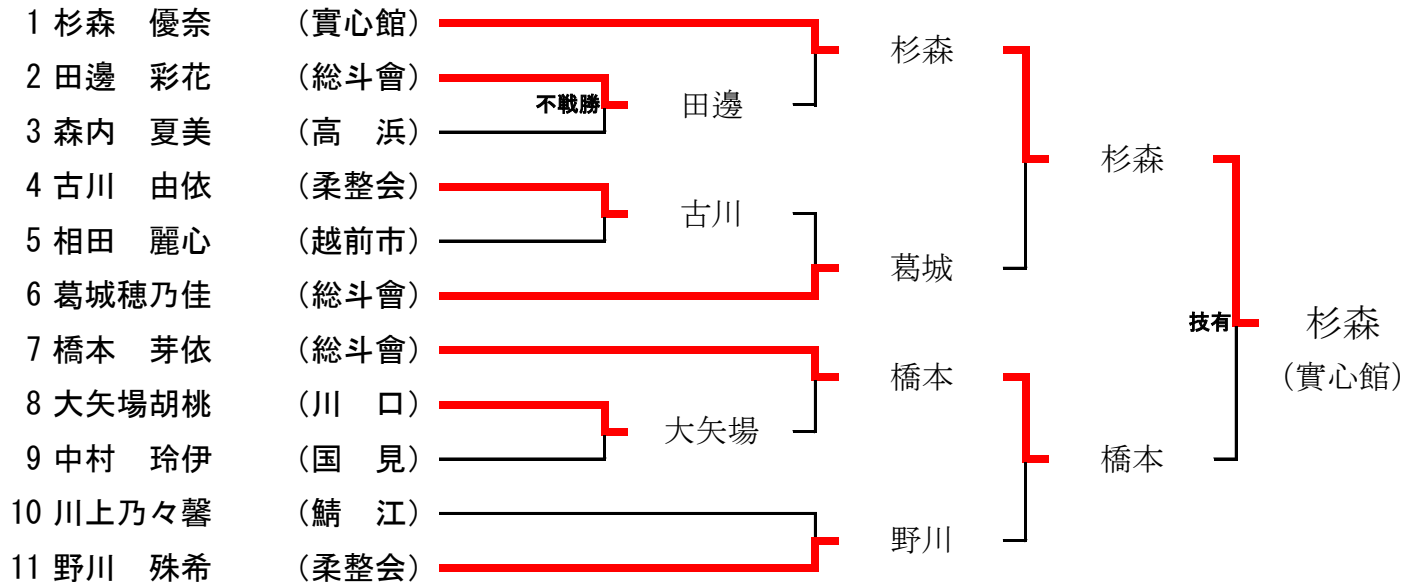 1 杉森　優奈　（實心館）　杉森
2 田邊　彩花　（総斗會）
不戦勝　田邊
3 森内　夏美　（高　浜）
杉森
4 古川　由依　（柔整会）
古川
5 相田　麗心　（越前市）
葛城
6 葛城穂乃佳　（総斗會）
技有　杉森
7 橋本　芽依　（総斗會）
橋本　（實心館）
8 大矢場胡桃　（川　口）
大矢場
9 中村　玲伊　（国　見）　橋本
10 川上乃々馨　（鯖　江）
野川
11 野川　殊希　（柔整会）